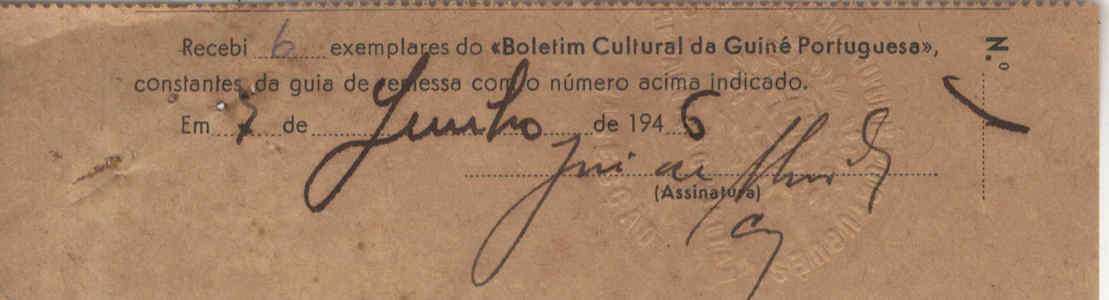 Recebi 6 exemplares do «Boletim Cultural da Guiné Portuguesa»,
constantes da guia de remessa com o número acima indicado.
Em 7 de Junho de 1946
(Assinatura)
N.º